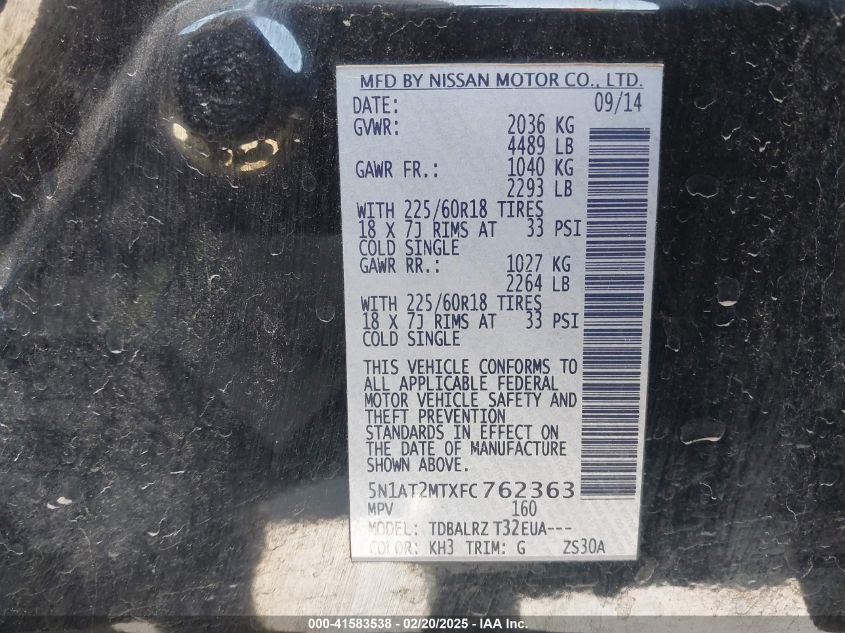 MFD BY NISSAN MOTOR CO., LTD.
DATE: 09/14
GVWR: 2036 KG
4489 LB
GAWR FR.: 1040 KG
2293 LB
WITH 225/60R18 TIRES
18 X 7J RIMS AT 33 PSI
COLD SINGLE
GAWR RR.: 1027 KG
2264 LB
WITH 225/60R18 TIRES
18 X 7J RIMS AT 33 PSI
COLD SINGLE
THIS VEHICLE CONFORMS TO
ALL APPLICABLE FEDERAL
MOTOR VEHICLE SAFETY AND
THEFT PREVENTION
STANDARDS IN EFFECT ON
THE DATE OF MANUFACTURE
SHOWN ABOVE.
5N1AT2MTXFC762363
MPV 160
MODEL: TDBALRZ T32EUA---
COLOR: KH3 TRIM: G ZS30A
000-41583538 - 02/20/2025 - IAA Inc.